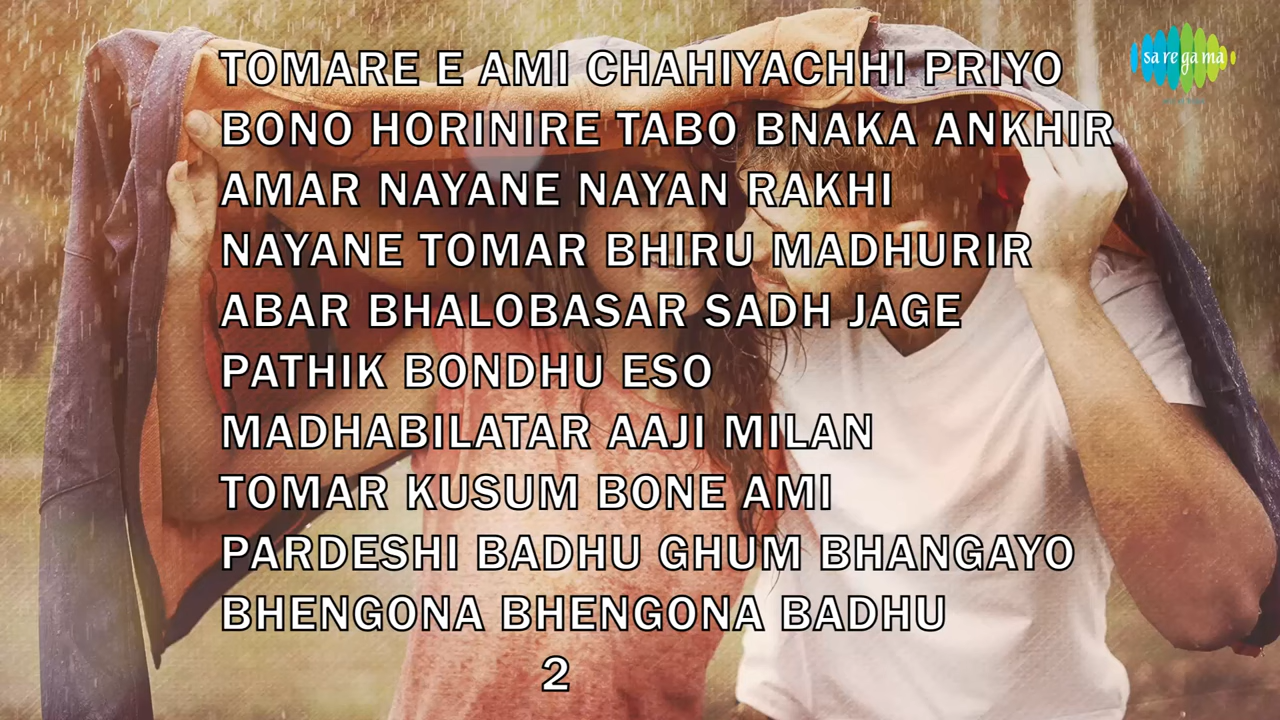 TOMARE E AMI CHAHIYACHHI PRIYO
saregama
BONO HORINIRE TABO BNAKA ANKHIR
AMAR NAYANE NAYAN RAKHI
NAYANE TOMAR BHIRU MADHURIR
ABAR BHALOBASAR SADH JAGE
PATHIK BONDHU ESO
MADHABILATAR AAJI MILAN
TOMAR KUSUM BONE AMI
PARDESHI BADHU GHUM BHANGAYO
BHENGONA BHENGONA BADHU
2